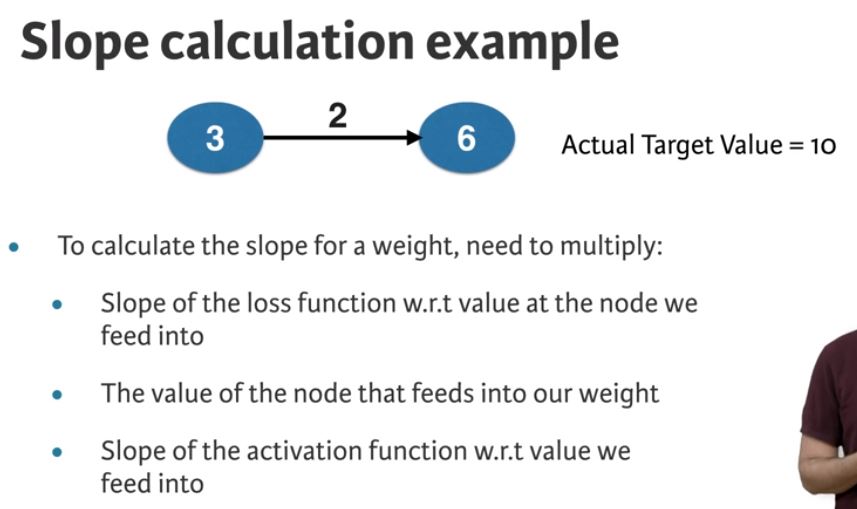 Slope calculation example
2
3
6
Actual Target Value = 10
• To calculate the slope for a weight, need to multiply:
• Slope of the loss function w.r.t value at the node we
feed into
• The value of the node that feeds into our weight
• Slope of the activation function w.r.t value we
feed into